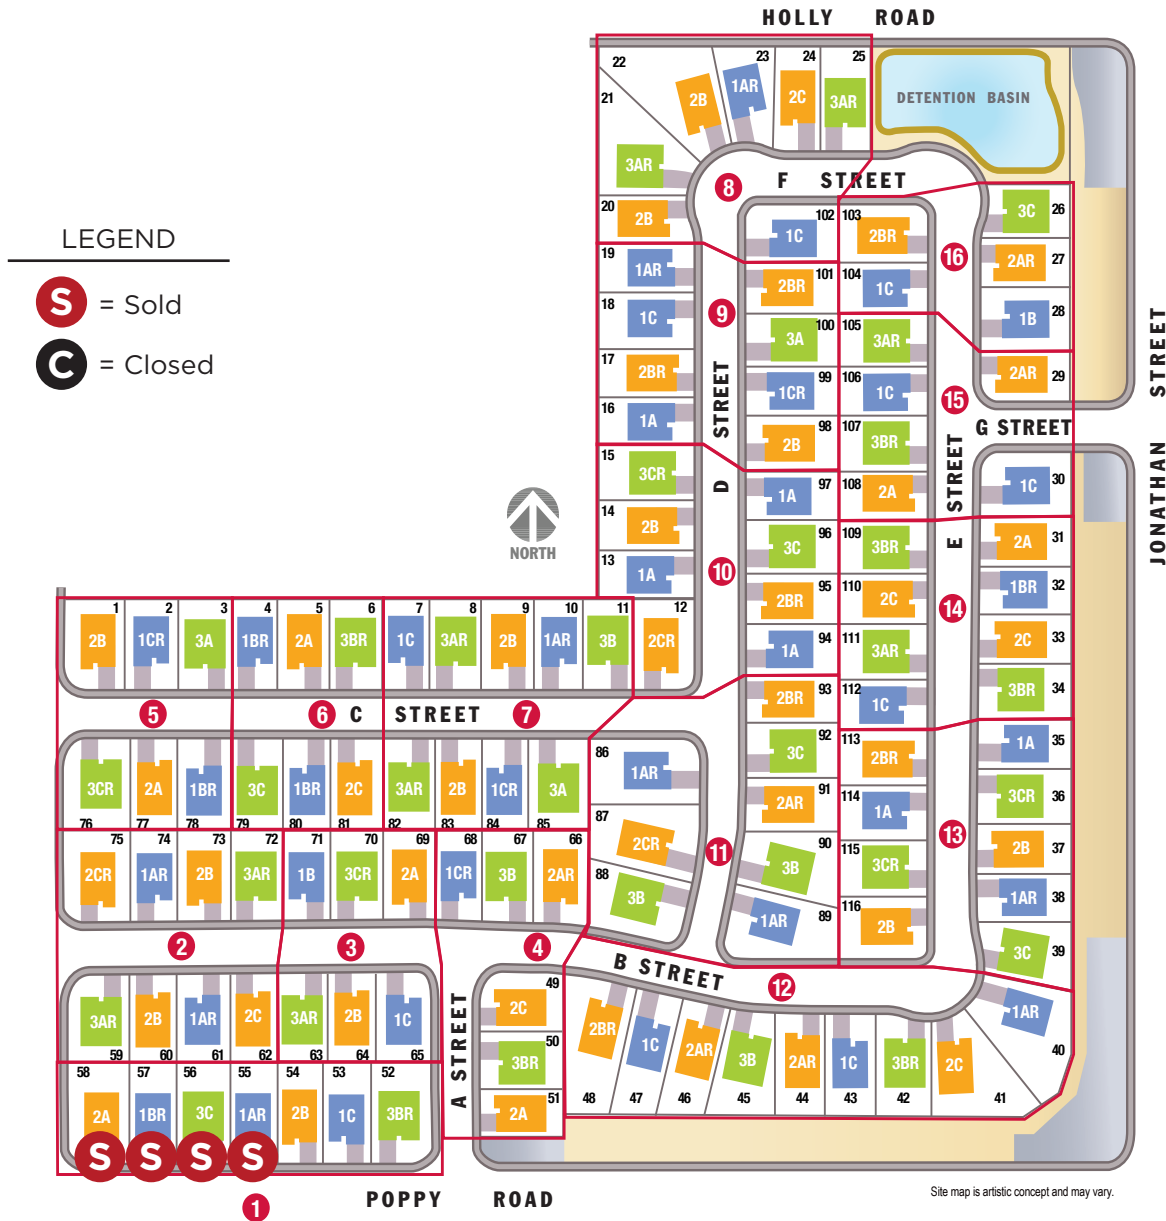 HOLLY ROAD
22
23
24
25
21
2B
1AR
2C
3AR
DETENTION BASIN
3AR
8
F STREET
20
2B
102
1C
103
2BR
3C
26
LEGEND
S = Sold
C = Closed
19
1AR
101
2BR
104
1C
16
2AR
27
18
1C
9
100
3A
105
3AR
1B
28
17
2BR
99
1CR
106
1C
15
2AR
29
16
1A
98
2B
107
3BR
G STREET
D STREET
E STREET
JONATHAN STREET
15
3CR
97
1A
108
2A
1C
30
14
2B
96
3C
109
3BR
2A
31
NORTH
13
1A
10
95
2BR
110
2C
14
1BR
32
1
2
3
4
5
6
7
8
9
10
11
12
2B
1CR
3A
1BR
2A
3BR
1C
3AR
2B
1AR
3B
2CR
94
1A
111
3AR
2C
33
93
2BR
112
1C
3BR
34
5
6
C STREET
7
92
3C
113
2BR
1A
35
86
1AR
3CR
2A
1BR
3C
1BR
2C
3AR
2B
1CR
3A
76
77
78
79
80
81
82
83
84
85
91
2AR
114
1A
3CR
36
87
2CR
11
90
3B
115
3CR
13
2B
37
75
74
73
72
71
70
69
68
67
66
2CR
1AR
2B
3AR
1B
3CR
2A
1CR
3B
2AR
88
3B
89
1AR
116
2B
1AR
38
3C
39
2
3
4
B STREET
12
3AR
2B
1AR
2C
3AR
2B
1C
59
60
61
62
63
64
65
A STREET
49
2C
50
3BR
51
2A
2BR
1C
2AR
3B
2AR
1C
3BR
2C
1AR
40
48
47
46
45
44
43
42
41
58
57
56
55
54
53
52
2A
1BR
3C
1AR
2B
1C
3BR
S
S
S
S
1
POPPY ROAD
Site map is artistic concept and may vary.